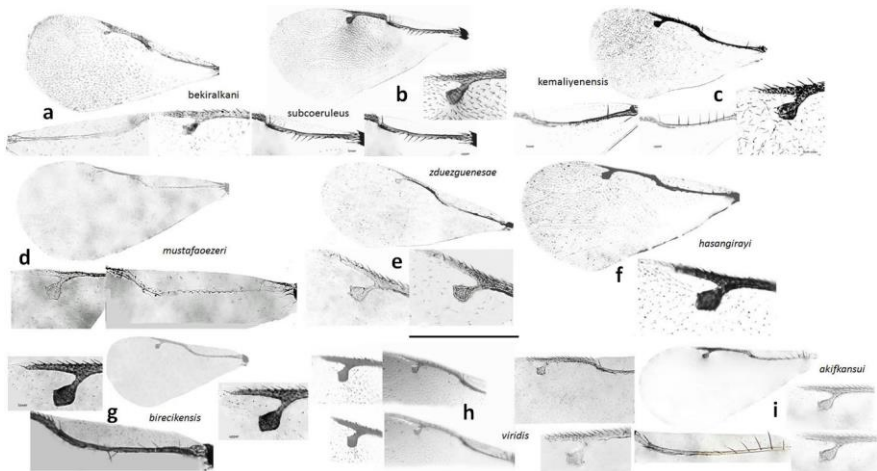 bekiralkani
a
subcoeruleus
b
kemaliyenensis
c
d
mustafaoezeri
zduezguenesae
e
hasangirayi
f
g
birecikensis
h
viridis
akifkansui
i